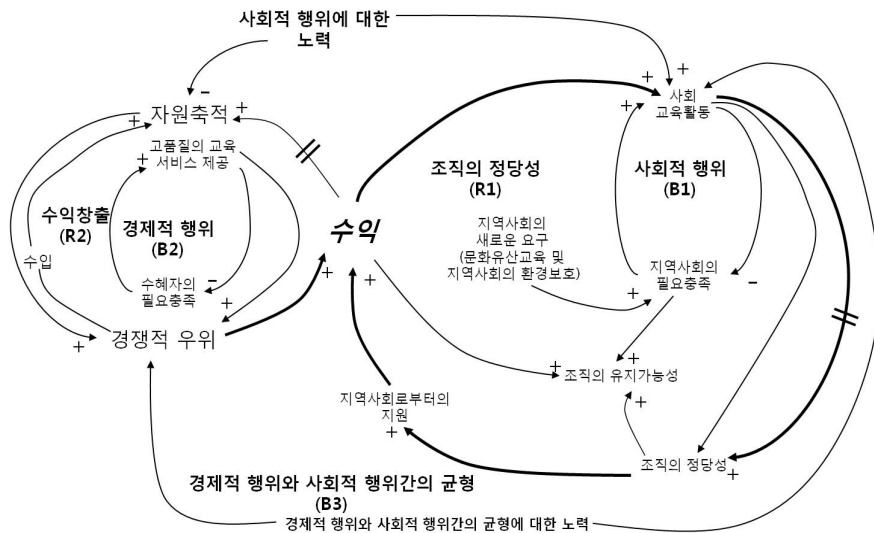 사회적 행위에 대한
노력
−
+
+
+
자원축적
+
+
사회
교육활동
고품질의 교육
서비스 제공
+
+
조직의 정당성
(R1)
사회적 행위
(B1)
수익창출
(R2)
경제적 행위
(B2)
수익
지역사회의
새로운 요구
(문화유산교육 및
지역사회의 환경보호)
수입
지역사회의
필요충족
−
+
수혜자의
필요충족
−
+
+
+
경쟁적 우위
+
+
+
조직의 유지가능성
+
지역사회로부터의
지원
+
조직의 정당성
+
경제적 행위와 사회적 행위간의 균형
(B3)
경제적 행위와 사회적 행위간의 균형에 대한 노력